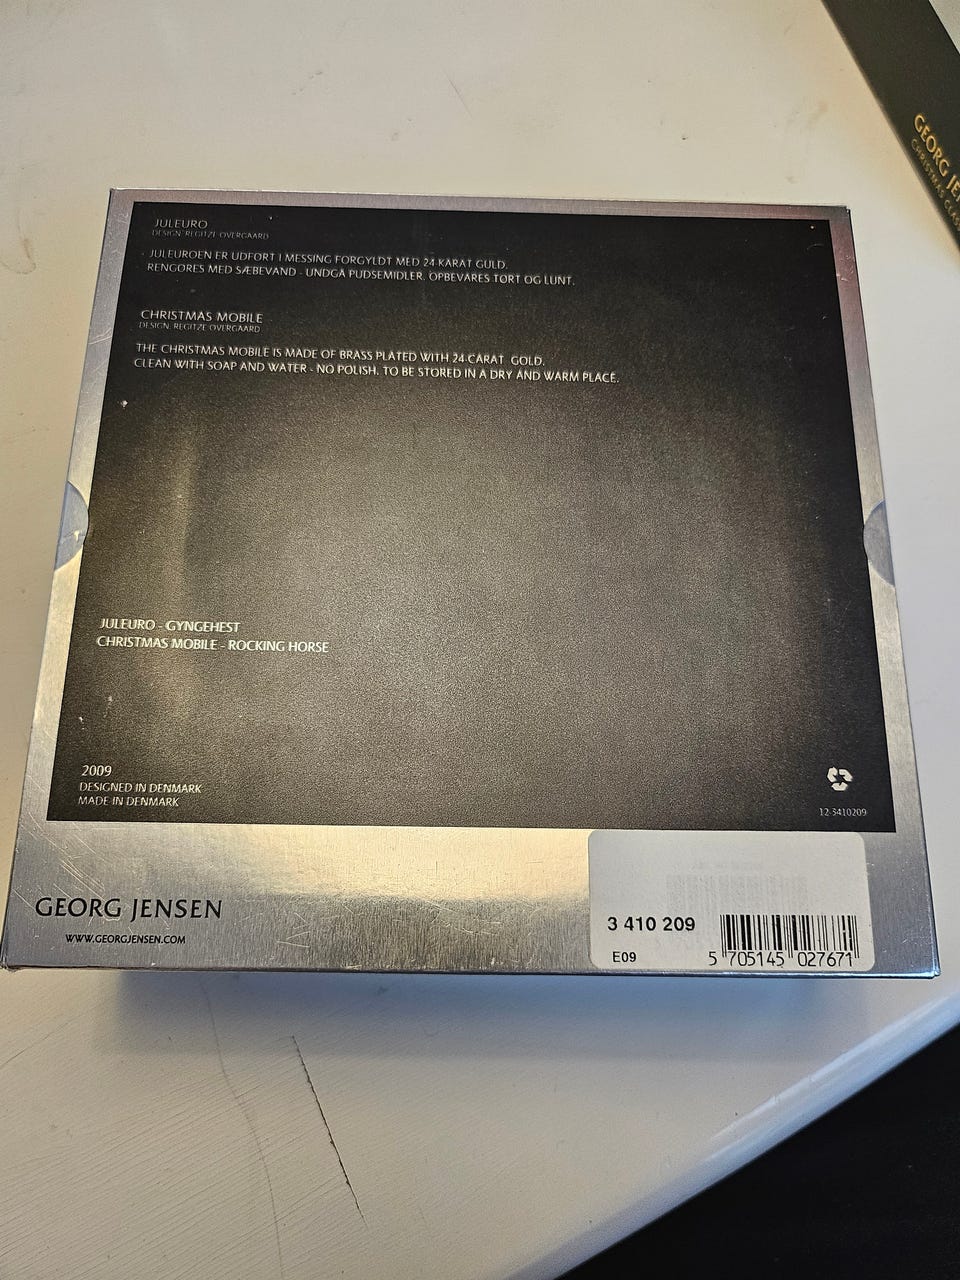 GEORG JE
CHRISTMAS CLAS
JULEURO
DESIGN: REGITZE OVERGAARD
JULEUROEN ER UDFORT I MESSING FORGYLDT MED 24 KARAT GULD.
RENGORES MED SÆBEVAND - UNDGÅ PUDSEMIDLER. OPBEVARES TØRT OG LUNT.
CHRISTMAS MOBILE
DESIGN: REGITZE OVERGAARD
THE CHRISTMAS MOBILE IS MADE OF BRASS PLATED WITH 24-CARAT GOLD.
CLEAN WITH SOAP AND WATER - NO POLISH. TO BE STORED IN A DRY AND WARM PLACE.
JULEURO - GYNGEHEST
CHRISTMAS MOBILE - ROCKING HORSE
2009
DESIGNED IN DENMARK
MADE IN DENMARK
12-3410209
GEORG JENSEN
WWW.GEORGJENSEN.COM
3 410 209
E09
5 705145 027671